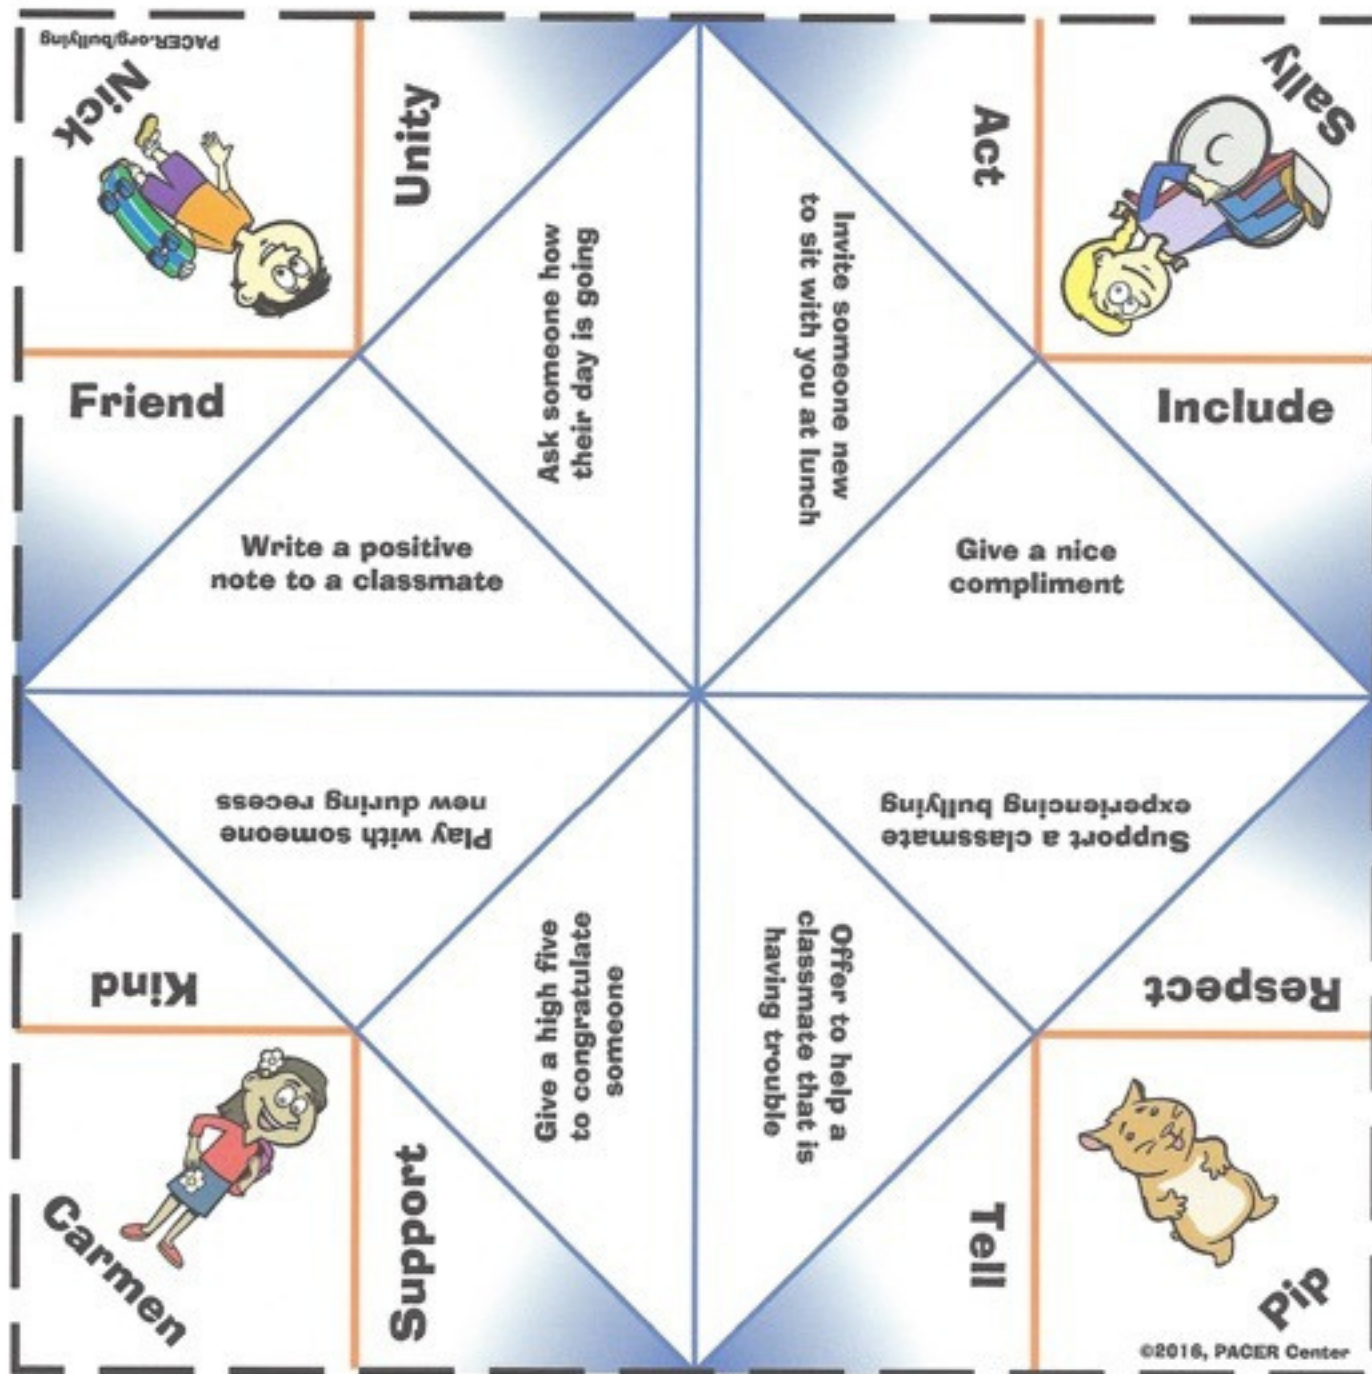 PACER.org/bullying
Nick
Unity
Act
Sally
Friend
Include
Ask someone how
their day is going
Invite someone new
to sit with you at lunch
Write a positive
note to a classmate
Give a nice
compliment
Play with someone
new during recess
Support a classmate
experiencing bullying
Give a high five
to congratulate
someone
Offer to help a
classmate that is
having trouble
Kind
Respect
Carmen
Support
Tell
Pip
©2016, PACER Center